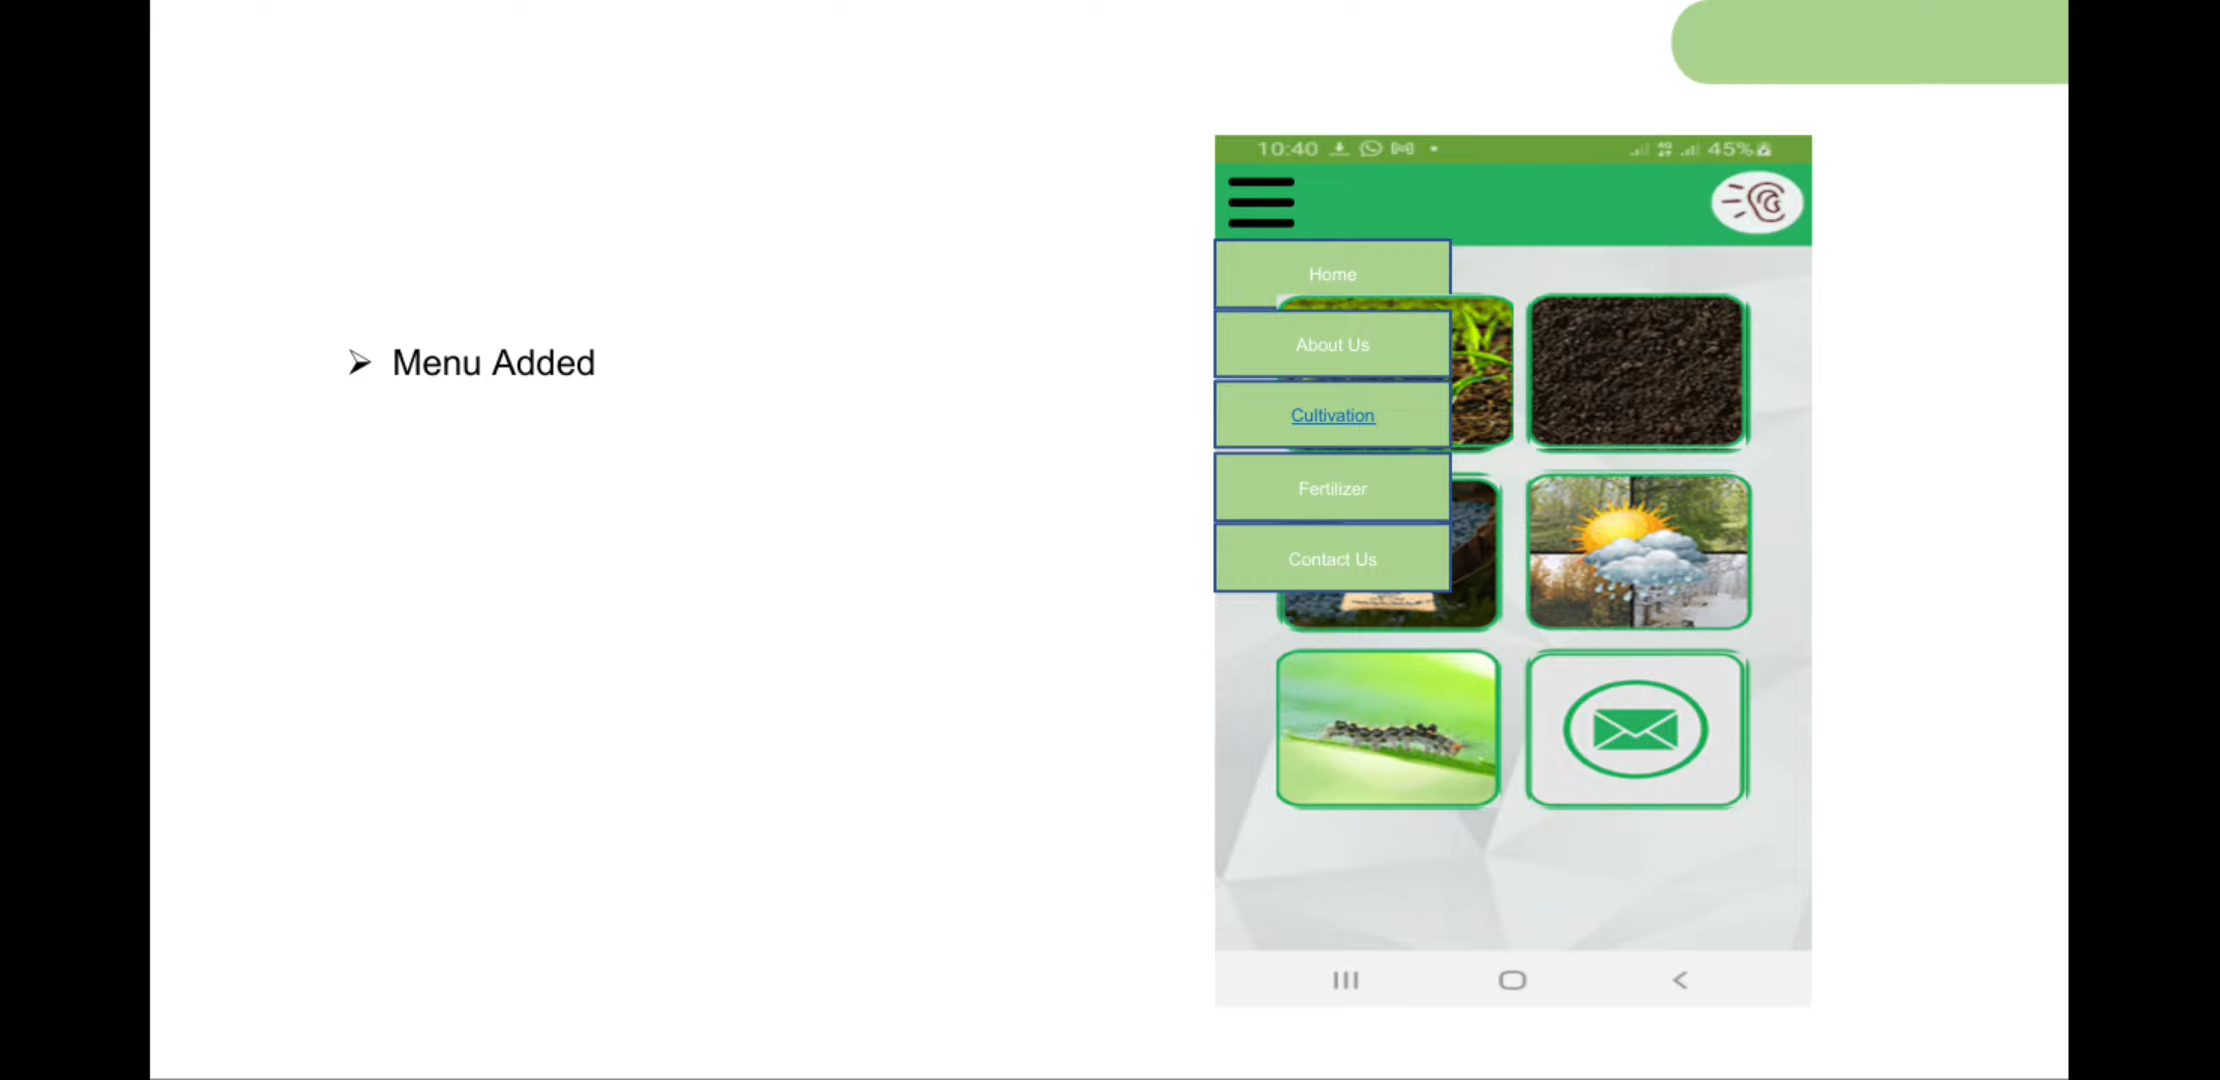 Menu Added
10:40
45%
Home
About Us
Cultivation
Fertilizer
Contact Us